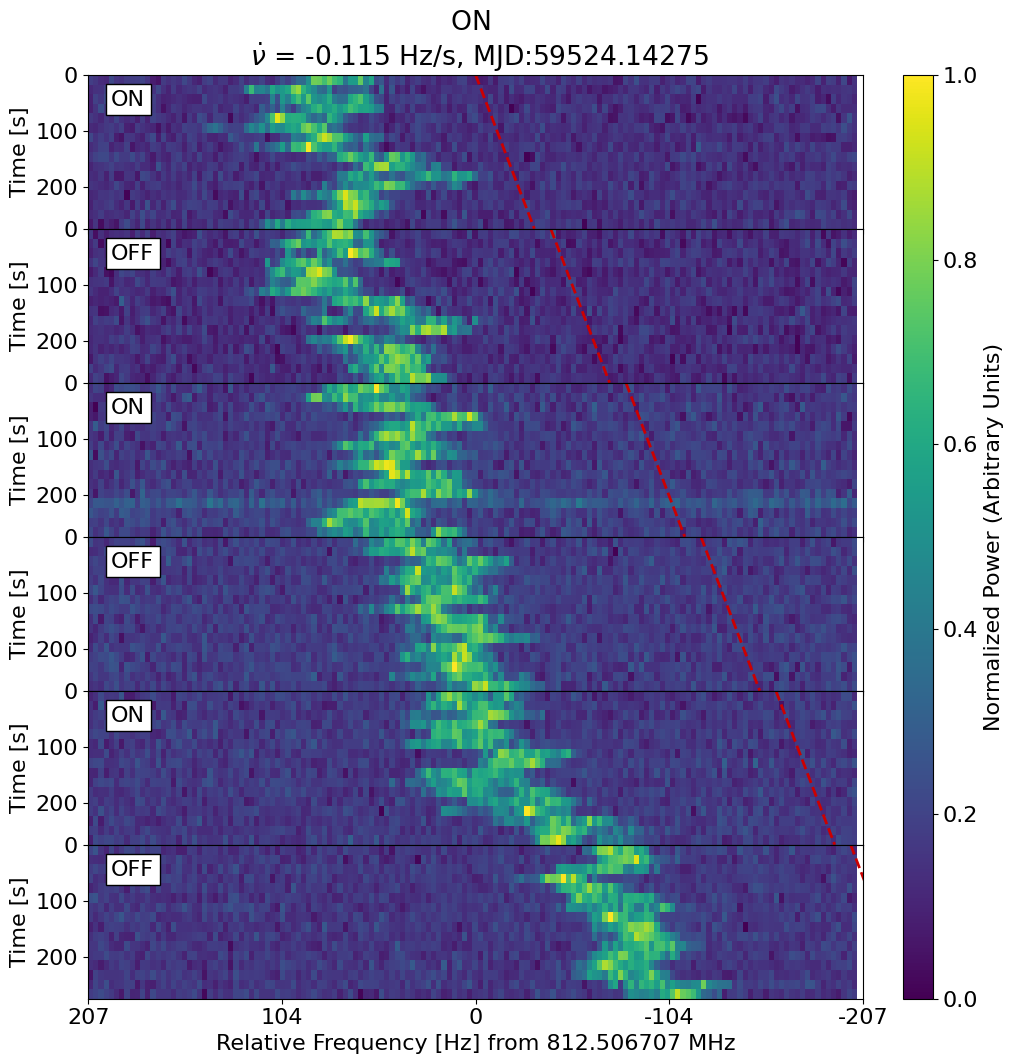 ON
ν̇ = -0.115 Hz/s, MJD:59524.14275
0
ON
100
Time [s]
200
0
OFF
100
Time [s]
200
0
ON
100
Time [s]
200
0
OFF
100
Time [s]
200
0
ON
100
Time [s]
200
0
OFF
100
Time [s]
200
207 104 0 -104 -207
Relative Frequency [Hz] from 812.506707 MHz
1.0
0.8
0.6
0.4
0.2
0.0
Normalized Power (Arbitrary Units)